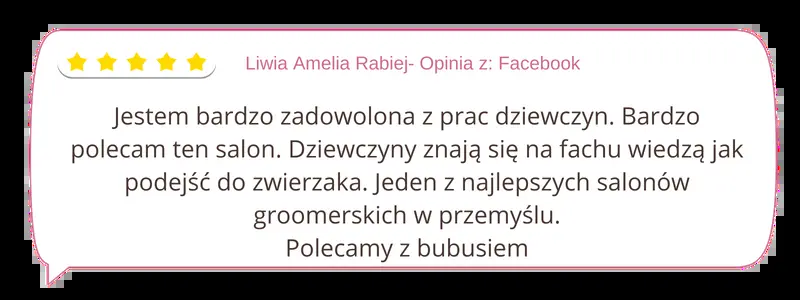 Liwia Amelia Rabiej- Opinia z: Facebook
Jestem bardzo zadowolona z prac dziewczyn. Bardzo
polecam ten salon. Dziewczyny znają się na fachu wiedzą jak
podejść do zwierzaka. Jeden z najlepszych salonów
groomerskich w przemyślu.
Polecamy z bubusiem